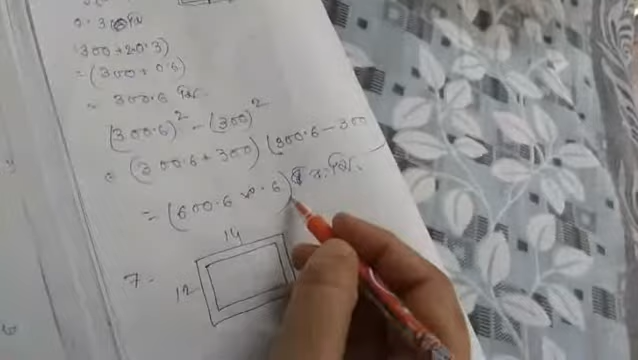 0.3 মি
(300+2×0.3)
=(300+0.6)
= 300.6 মি.
(300.6)² - (300)²
= (300.6+300) (300.6-300
= (600.6 × 0.6) ব.মি.
14
7.
12